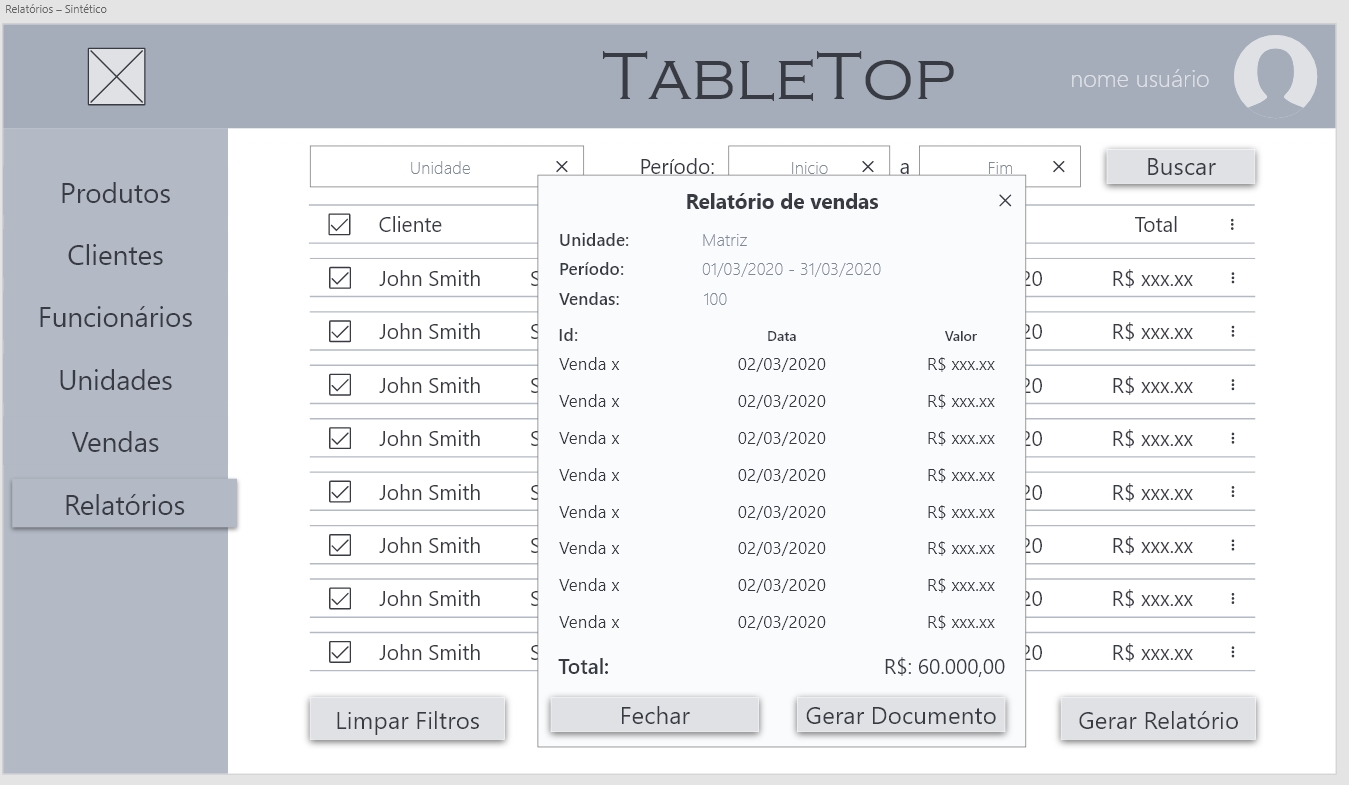 Relatórios – Sintético
TableTop
nome usuário
Produtos
Clientes
Funcionários
Unidades
Vendas
Relatórios
Unidade
Período: Inicio a Fim
Buscar
Cliente Total
John Smith S 20 R$ xxx.xx
John Smith S 20 R$ xxx.xx
John Smith S 20 R$ xxx.xx
John Smith S 20 R$ xxx.xx
John Smith S 20 R$ xxx.xx
John Smith S 20 R$ xxx.xx
John Smith S 20 R$ xxx.xx
John Smith S 20 R$ xxx.xx
Relatório de vendas
Unidade: Matriz
Período: 01/03/2020 - 31/03/2020
Vendas: 100
Id: Data Valor
Venda x 02/03/2020 R$ xxx.xx
Venda x 02/03/2020 R$ xxx.xx
Venda x 02/03/2020 R$ xxx.xx
Venda x 02/03/2020 R$ xxx.xx
Venda x 02/03/2020 R$ xxx.xx
Venda x 02/03/2020 R$ xxx.xx
Venda x 02/03/2020 R$ xxx.xx
Venda x 02/03/2020 R$ xxx.xx
Total: R$: 60.000,00
Fechar
Gerar Documento
Limpar Filtros
Gerar Relatório